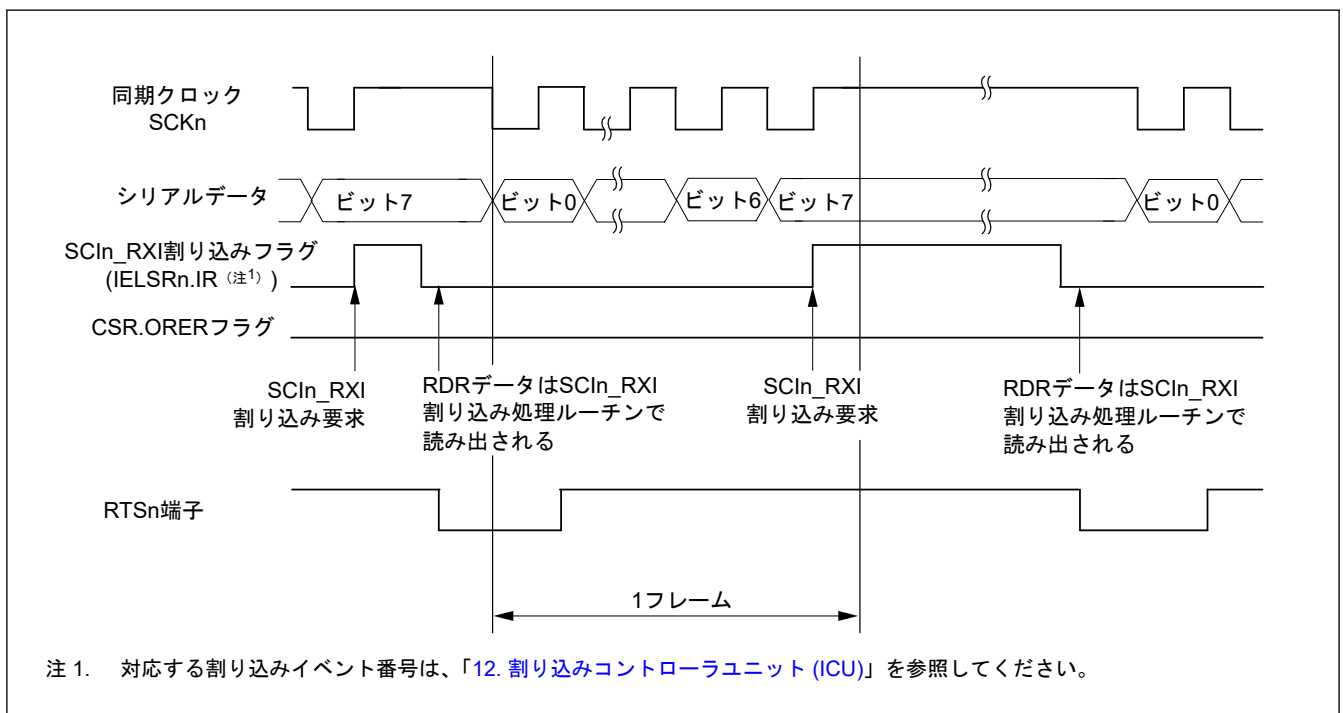 同期クロック
SCKn
シリアルデータ
ビット7
ビット0
ビット6
ビット7
ビット0
SCIn_RXI割り込みフラグ
(IELSRn.IR（注1）)
CSR.ORERフラグ
SCIn_RXI
割り込み要求
RDRデータはSCIn_RXI
割り込み処理ルーチンで
読み出される
SCIn_RXI
割り込み要求
RDRデータはSCIn_RXI
割り込み処理ルーチンで
読み出される
RTSn端子
1フレーム
注 1. 対応する割り込みイベント番号は、「12. 割り込みコントローラユニット (ICU)」を参照してください。